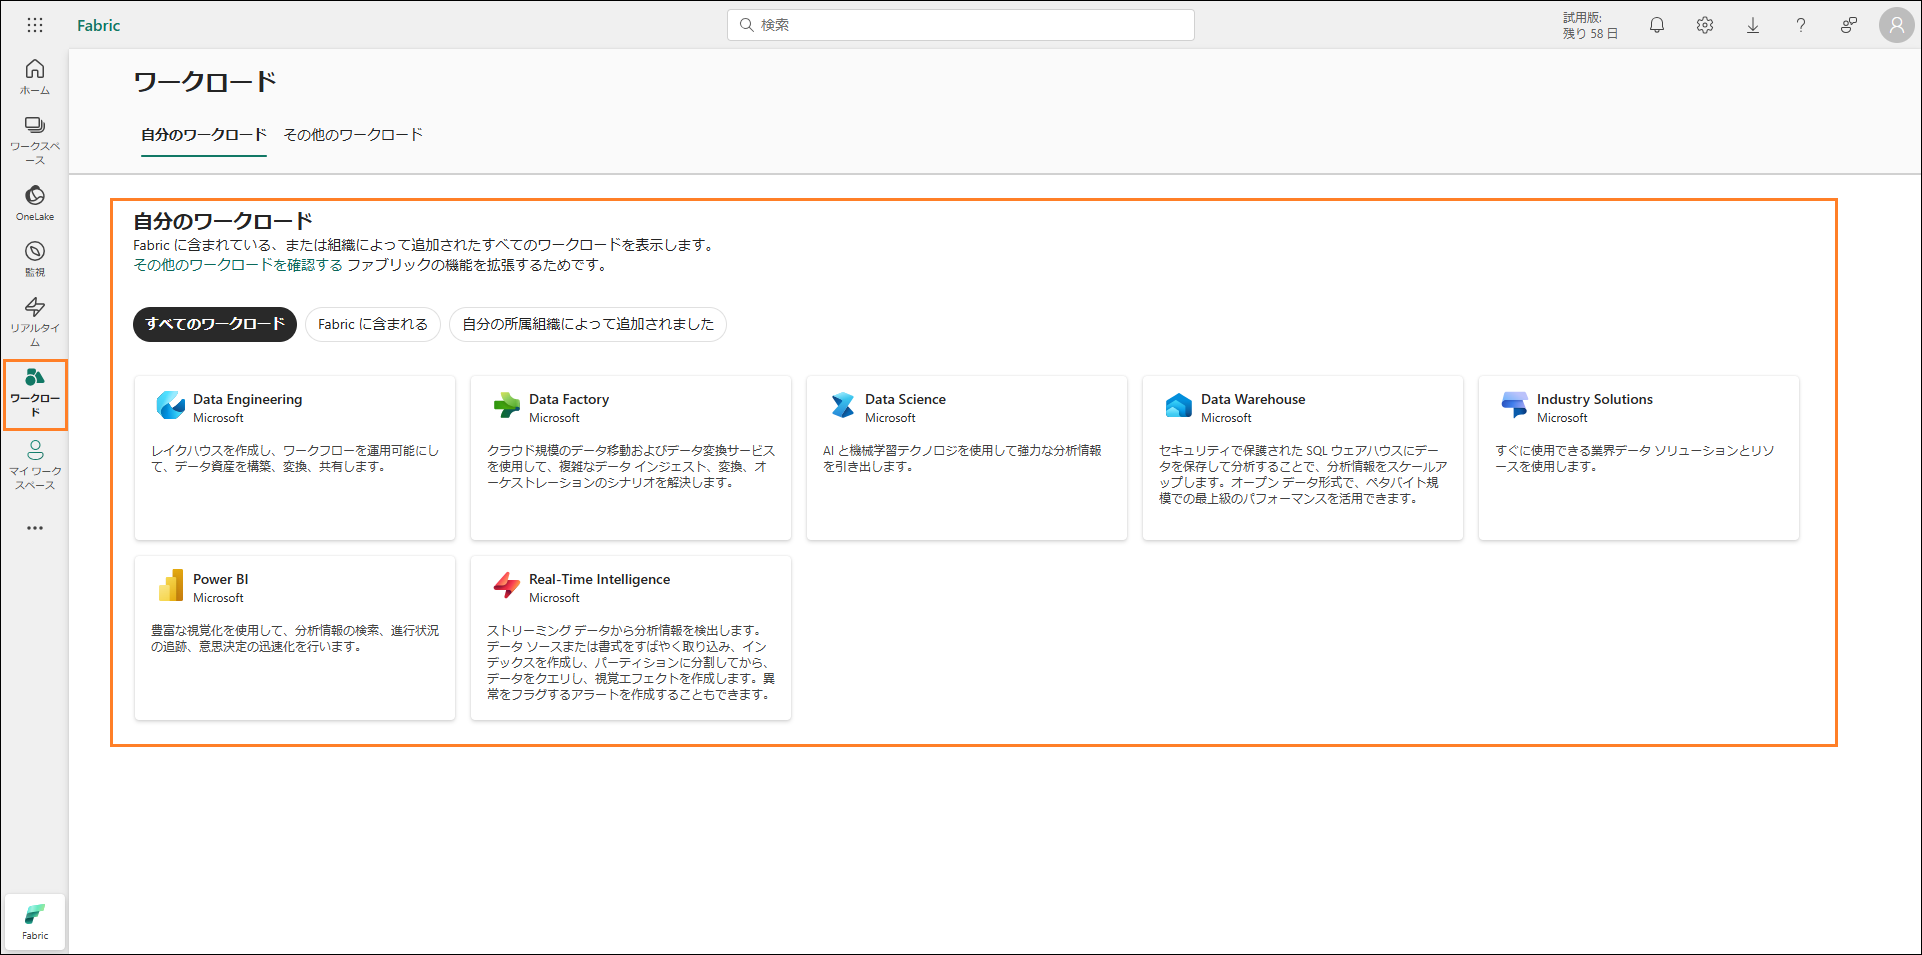 Fabric
検索
試用版:
残り 58 日
ホーム
ワークスペ
ース
OneLake
監視
リアルタイ
ム
ワークロー
ド
マイ ワーク
スペース
Fabric
ワークロード
自分のワークロード その他のワークロード
自分のワークロード
Fabric に含まれている、または組織によって追加されたすべてのワークロードを表示します。
その他のワークロードを確認する ファブリックの機能を拡張するためです。
すべてのワークロード Fabric に含まれる 自分の所属組織によって追加されました
Data Engineering
Microsoft
レイクハウスを作成し、ワークフローを運用可能にし
て、データ資産を構築、変換、共有します。
Data Factory
Microsoft
クラウド規模のデータ移動およびデータ変換サービス
を使用して、複雑なデータ インジェスト、変換、オ
ーケストレーションのシナリオを解決します。
Data Science
Microsoft
AI と機械学習テクノロジを使用して強力な分析情報
を引き出します。
Data Warehouse
Microsoft
セキュリティで保護された SQL ウェアハウスにデー
タを保存して分析することで、分析情報をスケールア
ップします。オープン データ形式で、ペタバイト規
模での最上級のパフォーマンスを活用できます。
Industry Solutions
Microsoft
すぐに使用できる業界データ ソリューションとリソ
ースを使用します。
Power BI
Microsoft
豊富な視覚化を使用して、分析情報の検索、進行状況
の追跡、意思決定の迅速化を行います。
Real-Time Intelligence
Microsoft
ストリーミング データから分析情報を検出します。
データ ソースまたは書式をすばやく取り込み、イン
デックスを作成し、パーティションに分割してから、
データをクエリし、視覚エフェクトを作成します。異
常をフラグするアラートを作成することもできます。